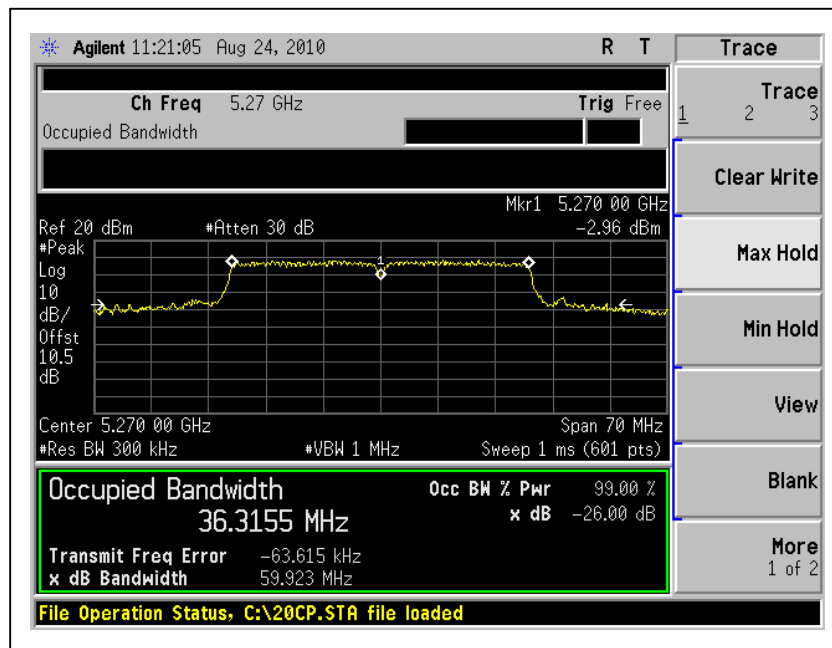 Agilent 11:21:05 Aug 24, 2010 R T Trace
Ch Freq 5.27 GHz Trig Free
Occupied Bandwidth
Trace
1 2 3
Clear Write
Mkr1 5.270 00 GHz
Ref 20 dBm #Atten 30 dB -2.96 dBm
#Peak
Log
10
dB/
Offst
10.5
dB
1
Max Hold
Min Hold
Center 5.270 00 GHz Span 70 MHz
#Res BW 300 kHz #VBW 1 MHz Sweep 1 ms (601 pts)
View
Occupied Bandwidth Occ BW % Pwr 99.00 %
36.3155 MHz x dB -26.00 dB
Blank
Transmit Freq Error -63.615 kHz
x dB Bandwidth 59.923 MHz
More
1 of 2
File Operation Status, C:\20CP.STA file loaded